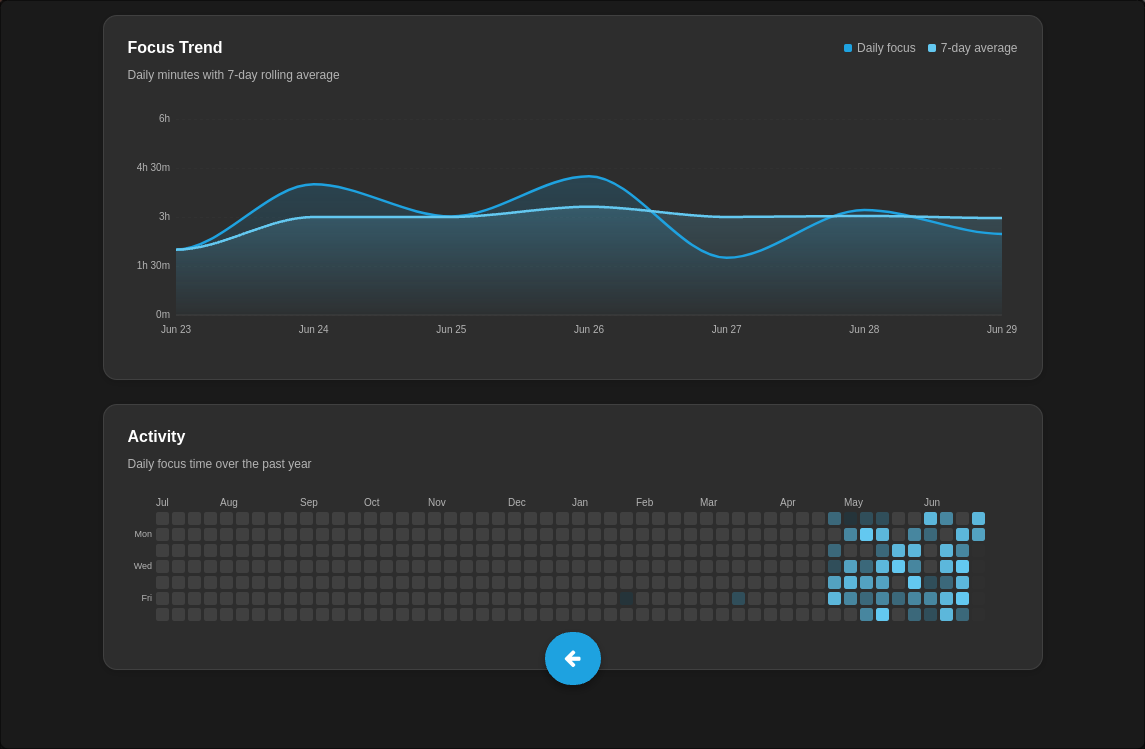 Focus Trend
Daily focus 7-day average
Daily minutes with 7-day rolling average
6h
4h 30m
3h
1h 30m
0m
Jun 23 Jun 24 Jun 25 Jun 26 Jun 27 Jun 28 Jun 29
Activity
Daily focus time over the past year
Jul Aug Sep Oct Nov Dec Jan Feb Mar Apr May Jun
Mon
Wed
Fri